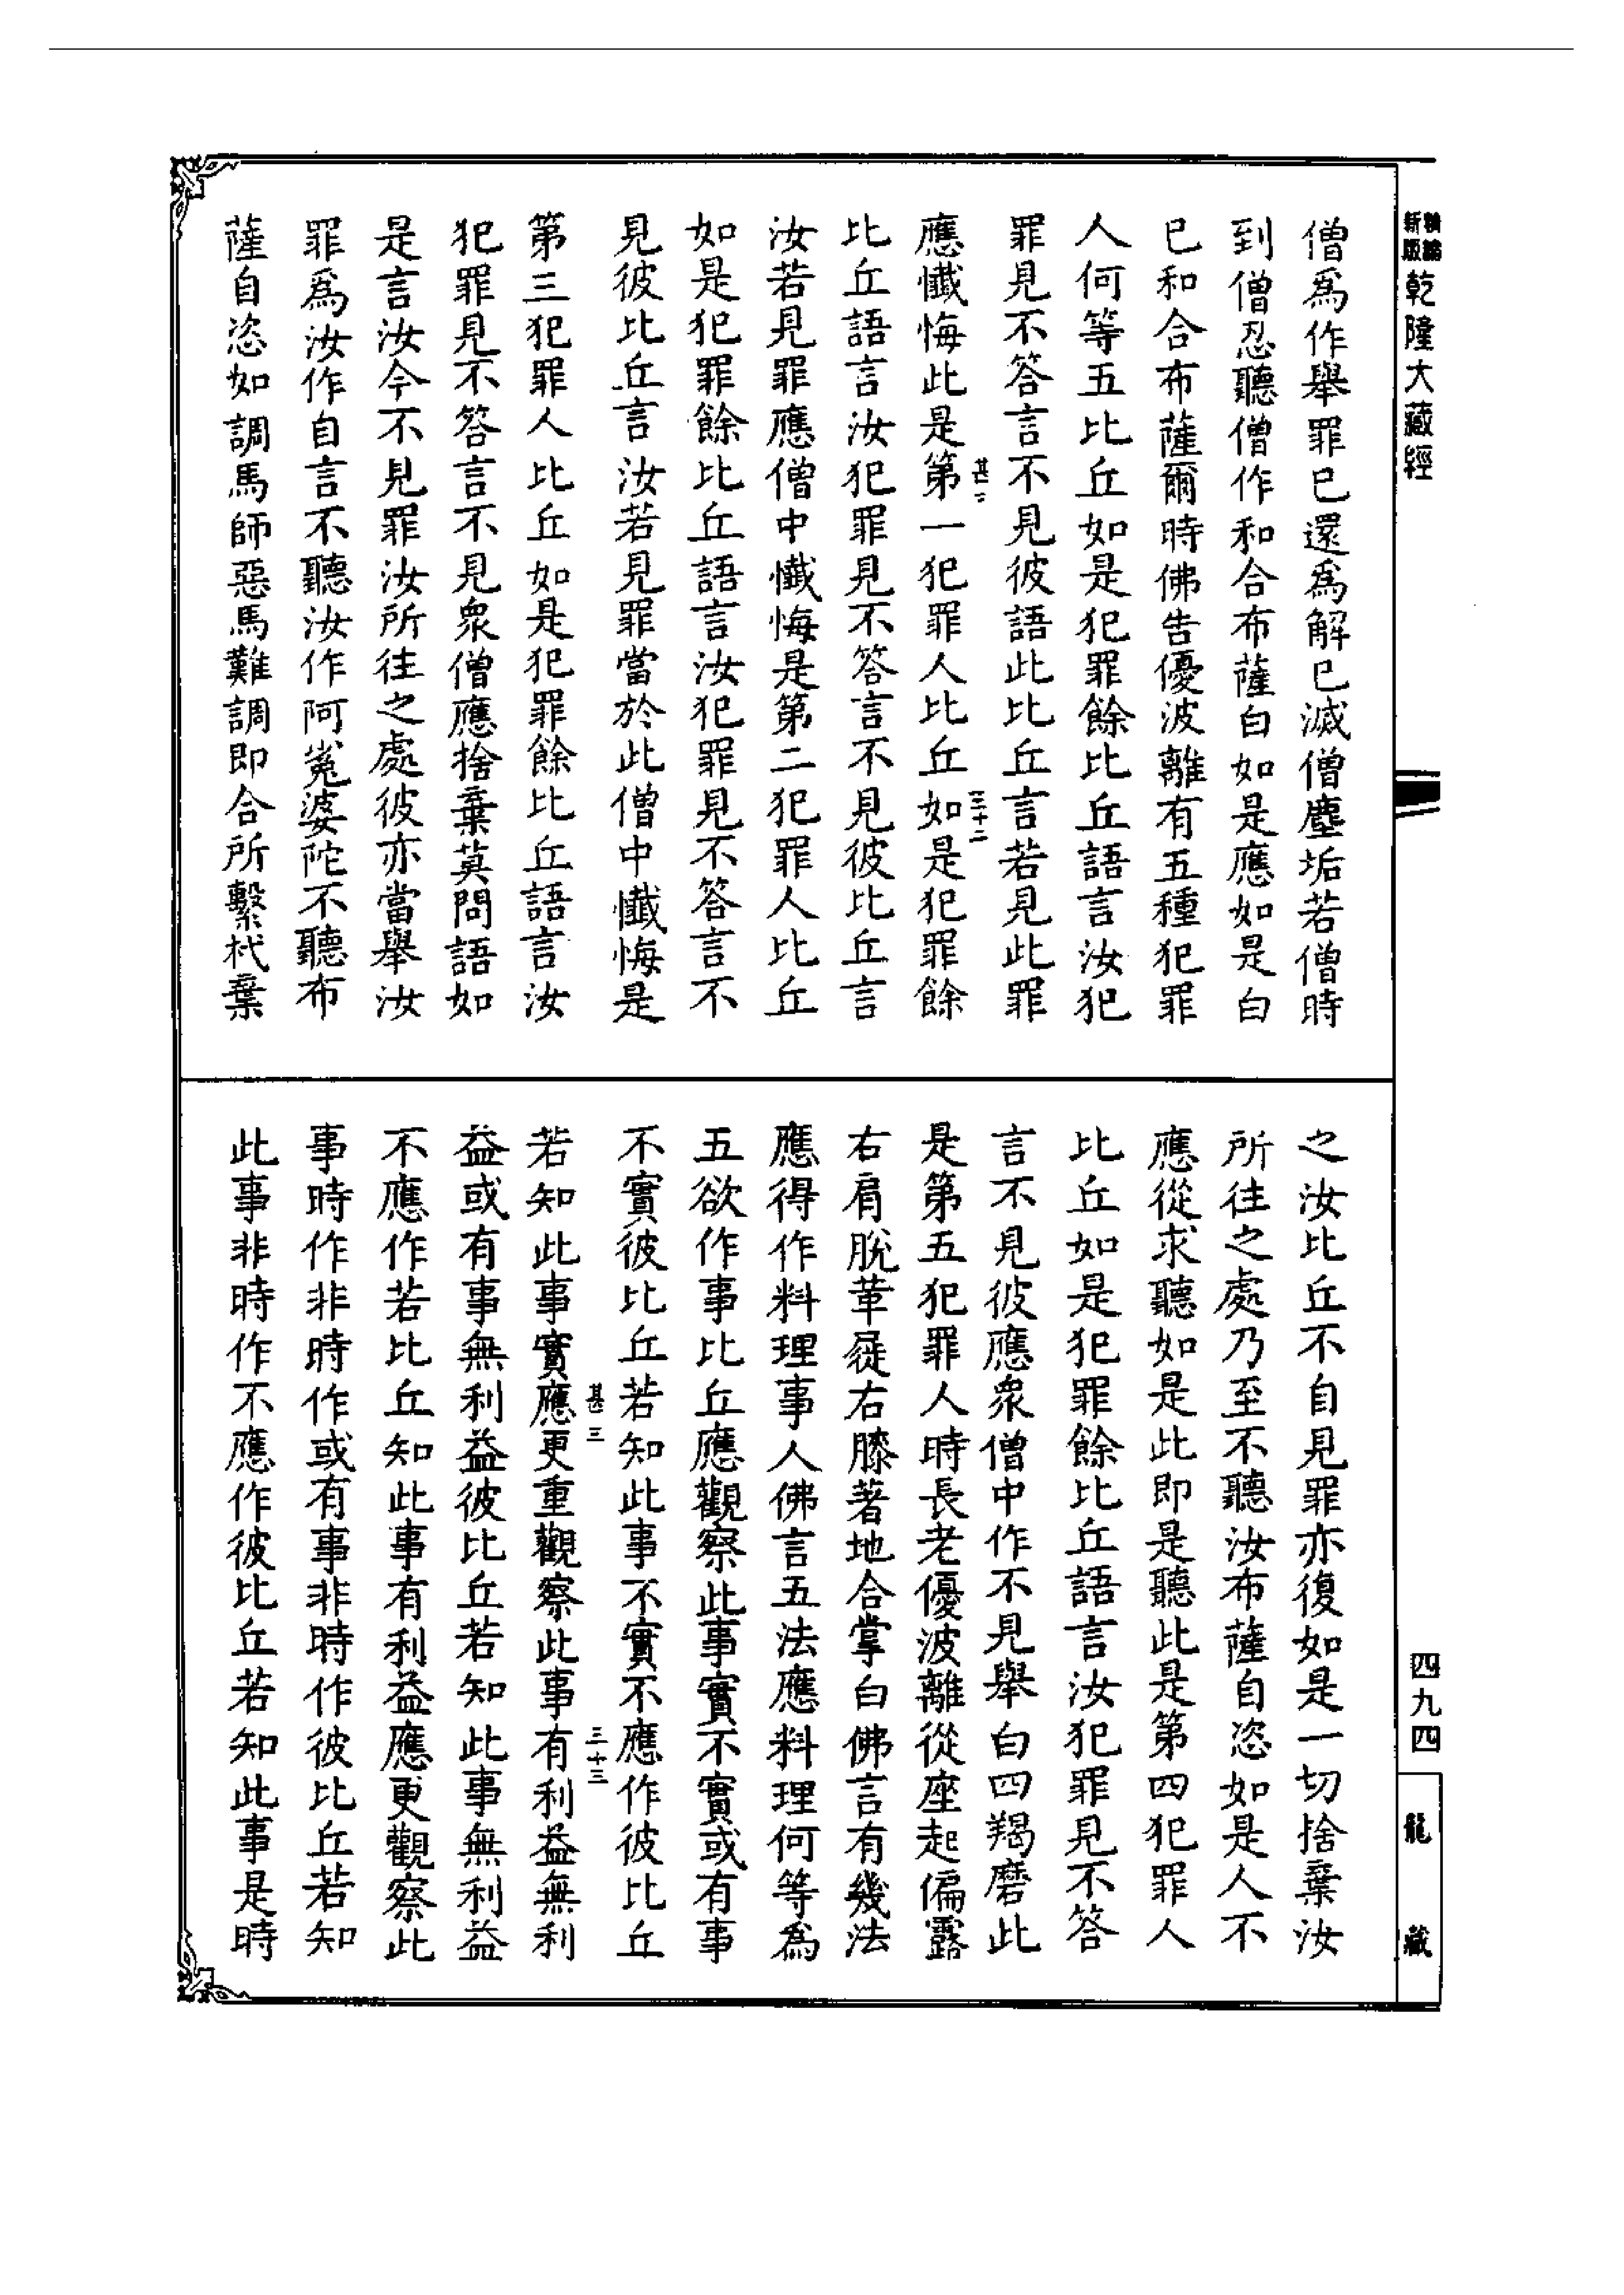 新版
乾隆大藏經
四九四
龍藏
僧爲作舉罪已還爲解已滅僧塵垢若僧時
到僧忍聽僧作和合布薩白如是應如是白
已和合布薩爾時佛告優波離有五種犯罪
人何等五比丘如是犯罪餘比丘語言汝犯
罪見不答言不見彼語此比丘言若見此罪
應懺悔此是第一犯罪人比丘如是犯罪餘
比丘語言汝犯罪見不答言不見彼比丘言
汝若見罪應僧中懺悔是第二犯罪人比丘
如是犯罪餘比丘語言汝犯罪見不答言不
見彼比丘言汝若見罪當於此僧中懺悔是
第三犯罪人比丘如是犯罪餘比丘語言汝
犯罪見不答言不見衆僧應捨棄莫問語如
是言汝今不見罪汝所往之處彼亦當舉汝
罪爲汝作自言不聽汝作阿㝹婆陀不聽布
薩自恣如調馬師惡馬難調即合所繫杙棄
之汝比丘不自見罪亦復如是一切捨棄汝
所往之處乃至不聽汝布薩自恣如是人不
應從求聽如是此即是聽此是第四犯罪人
比丘如是犯罪餘比丘語言汝犯罪見不答
言不見彼應衆僧中作不見舉白四羯磨此
是第五犯罪人時長老優波離從座起偏露
右肩脫革屣右膝著地合掌白佛言有幾法
應得作料理事人佛言五法應料理何等為
五欲作事比丘應觀察此事實不實或有事
不實彼比丘若知此事不實不應作彼比丘
若知此事實應更重觀察此事有利益無利
益或有事無利益彼比丘若知此事無利益
不應作若比丘知此事有利益應更觀察此
事時作非時作或有事非時作彼比丘若知
此事非時作不應作彼比丘若知此事是時
三十二
三十三